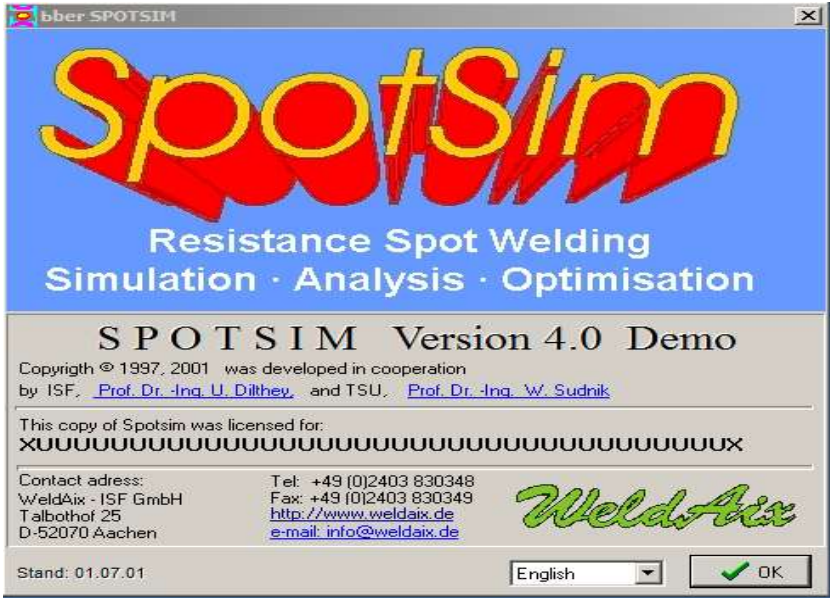 bber SPOTSIM
SpotSim
Resistance Spot Welding
Simulation · Analysis · Optimisation
SPOTSIM Version 4.0 Demo
Copyrigth © 1997, 2001 was developed in cooperation
by ISF, Prof. Dr. -Ing. U. Dilthey, and TSU, Prof. Dr. -Ing. W. Sudnik
This copy of Spotsim was licensed for:
XUUUUUUUUUUUUUUUUUUUUUUUUUUUUUUUUUUUUUUX
Contact adress:
WeldAix - ISF GmbH
Talbothof 25
D-52070 Aachen
Tel: +49 (0)2403 830348
Fax: +49 (0)2403 830349
http://www.weldaix.de
e-mail: info@weldaix.de
WeldAix
Stand: 01.07.01
English
OK